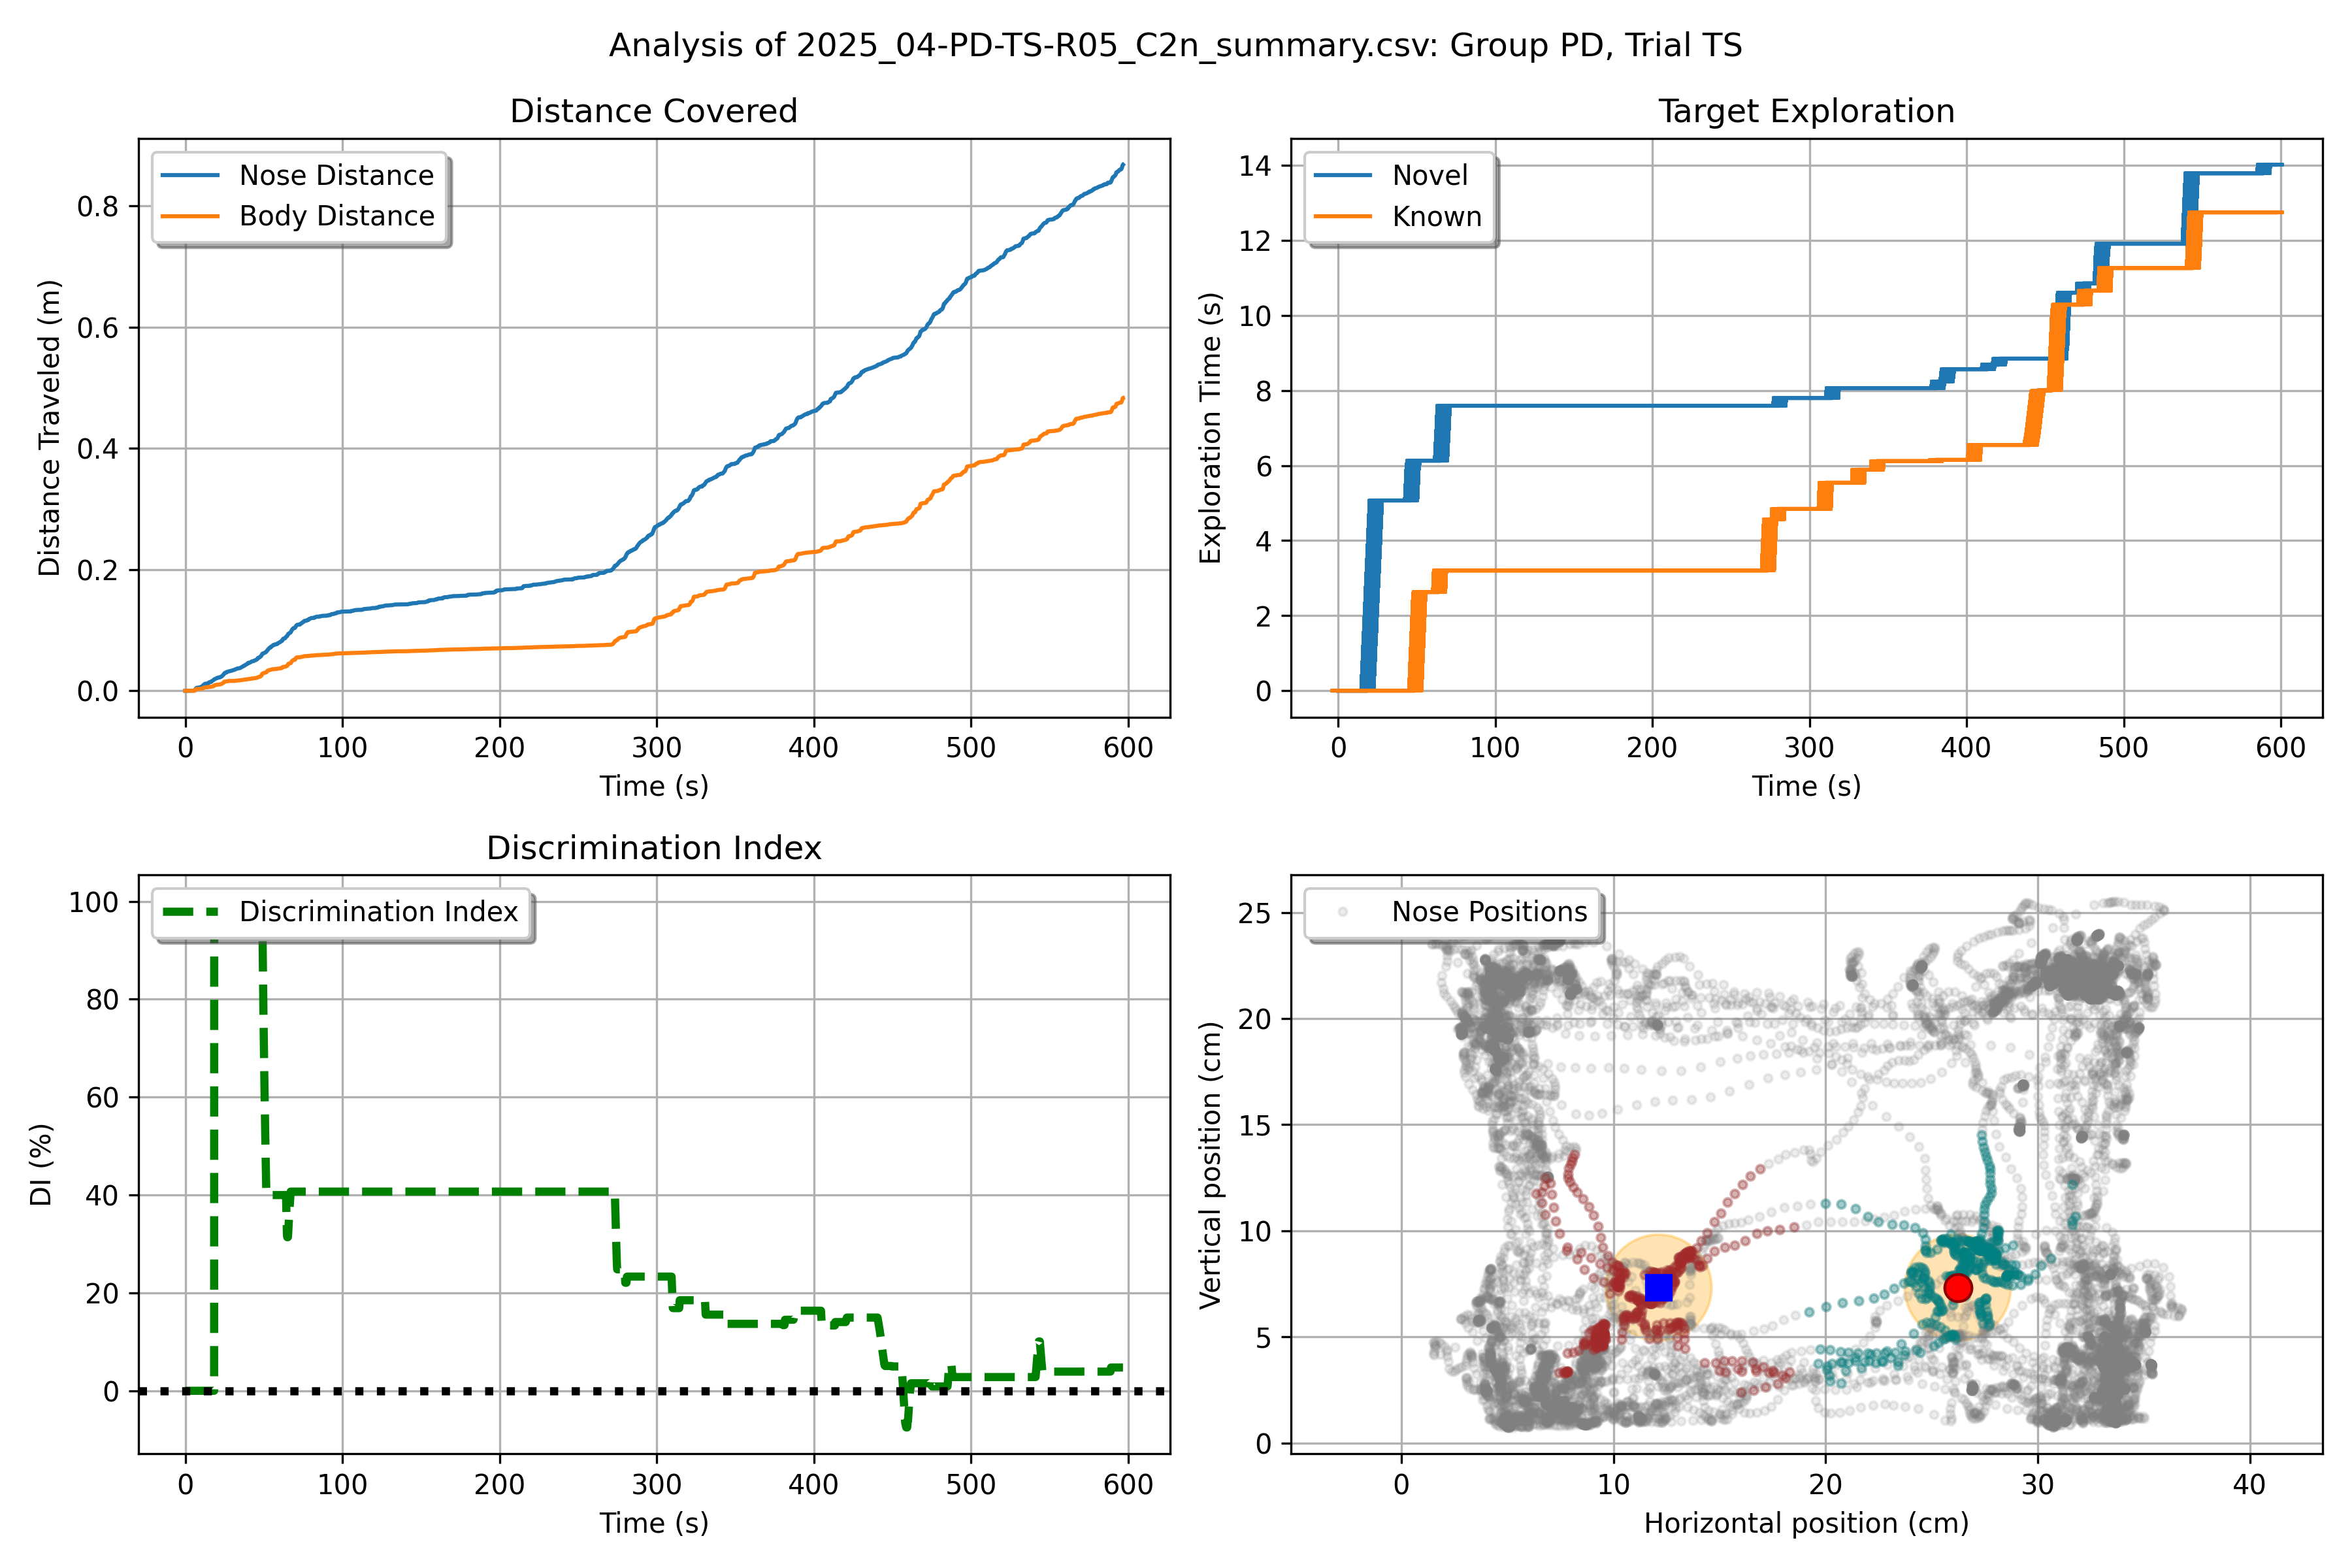 Analysis of 2025_04-PD-TS-R05_C2n_summary.csv: Group PD, Trial TS
Distance Covered
Nose Distance
Body Distance
Distance Traveled (m)
0.8
0.6
0.4
0.2
0.0
0 100 200 300 400 500 600
Time (s)
Target Exploration
Novel
Known
Exploration Time (s)
14
12
10
8
6
4
2
0
0 100 200 300 400 500 600
Time (s)
Discrimination Index
Discrimination Index
DI (%)
100
80
60
40
20
0
0 100 200 300 400 500 600
Time (s)
Nose Positions
Vertical position (cm)
25
20
15
10
5
0
0 10 20 30 40
Horizontal position (cm)